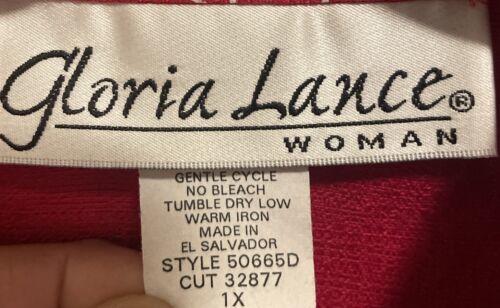 Gloria Lance®
WOMAN
GENTLE CYCLE
NO BLEACH
TUMBLE DRY LOW
WARM IRON
MADE IN
EL SALVADOR
STYLE 50665D
CUT 32877
1X